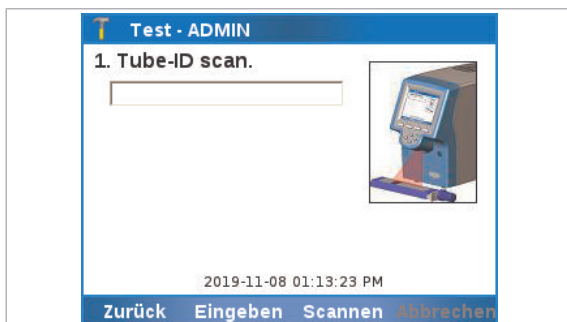 Test - ADMIN
1. Tube-ID scan.
2019-11-08 01:13:23 PM
Zurück Eingeben Scannen Abbrechen